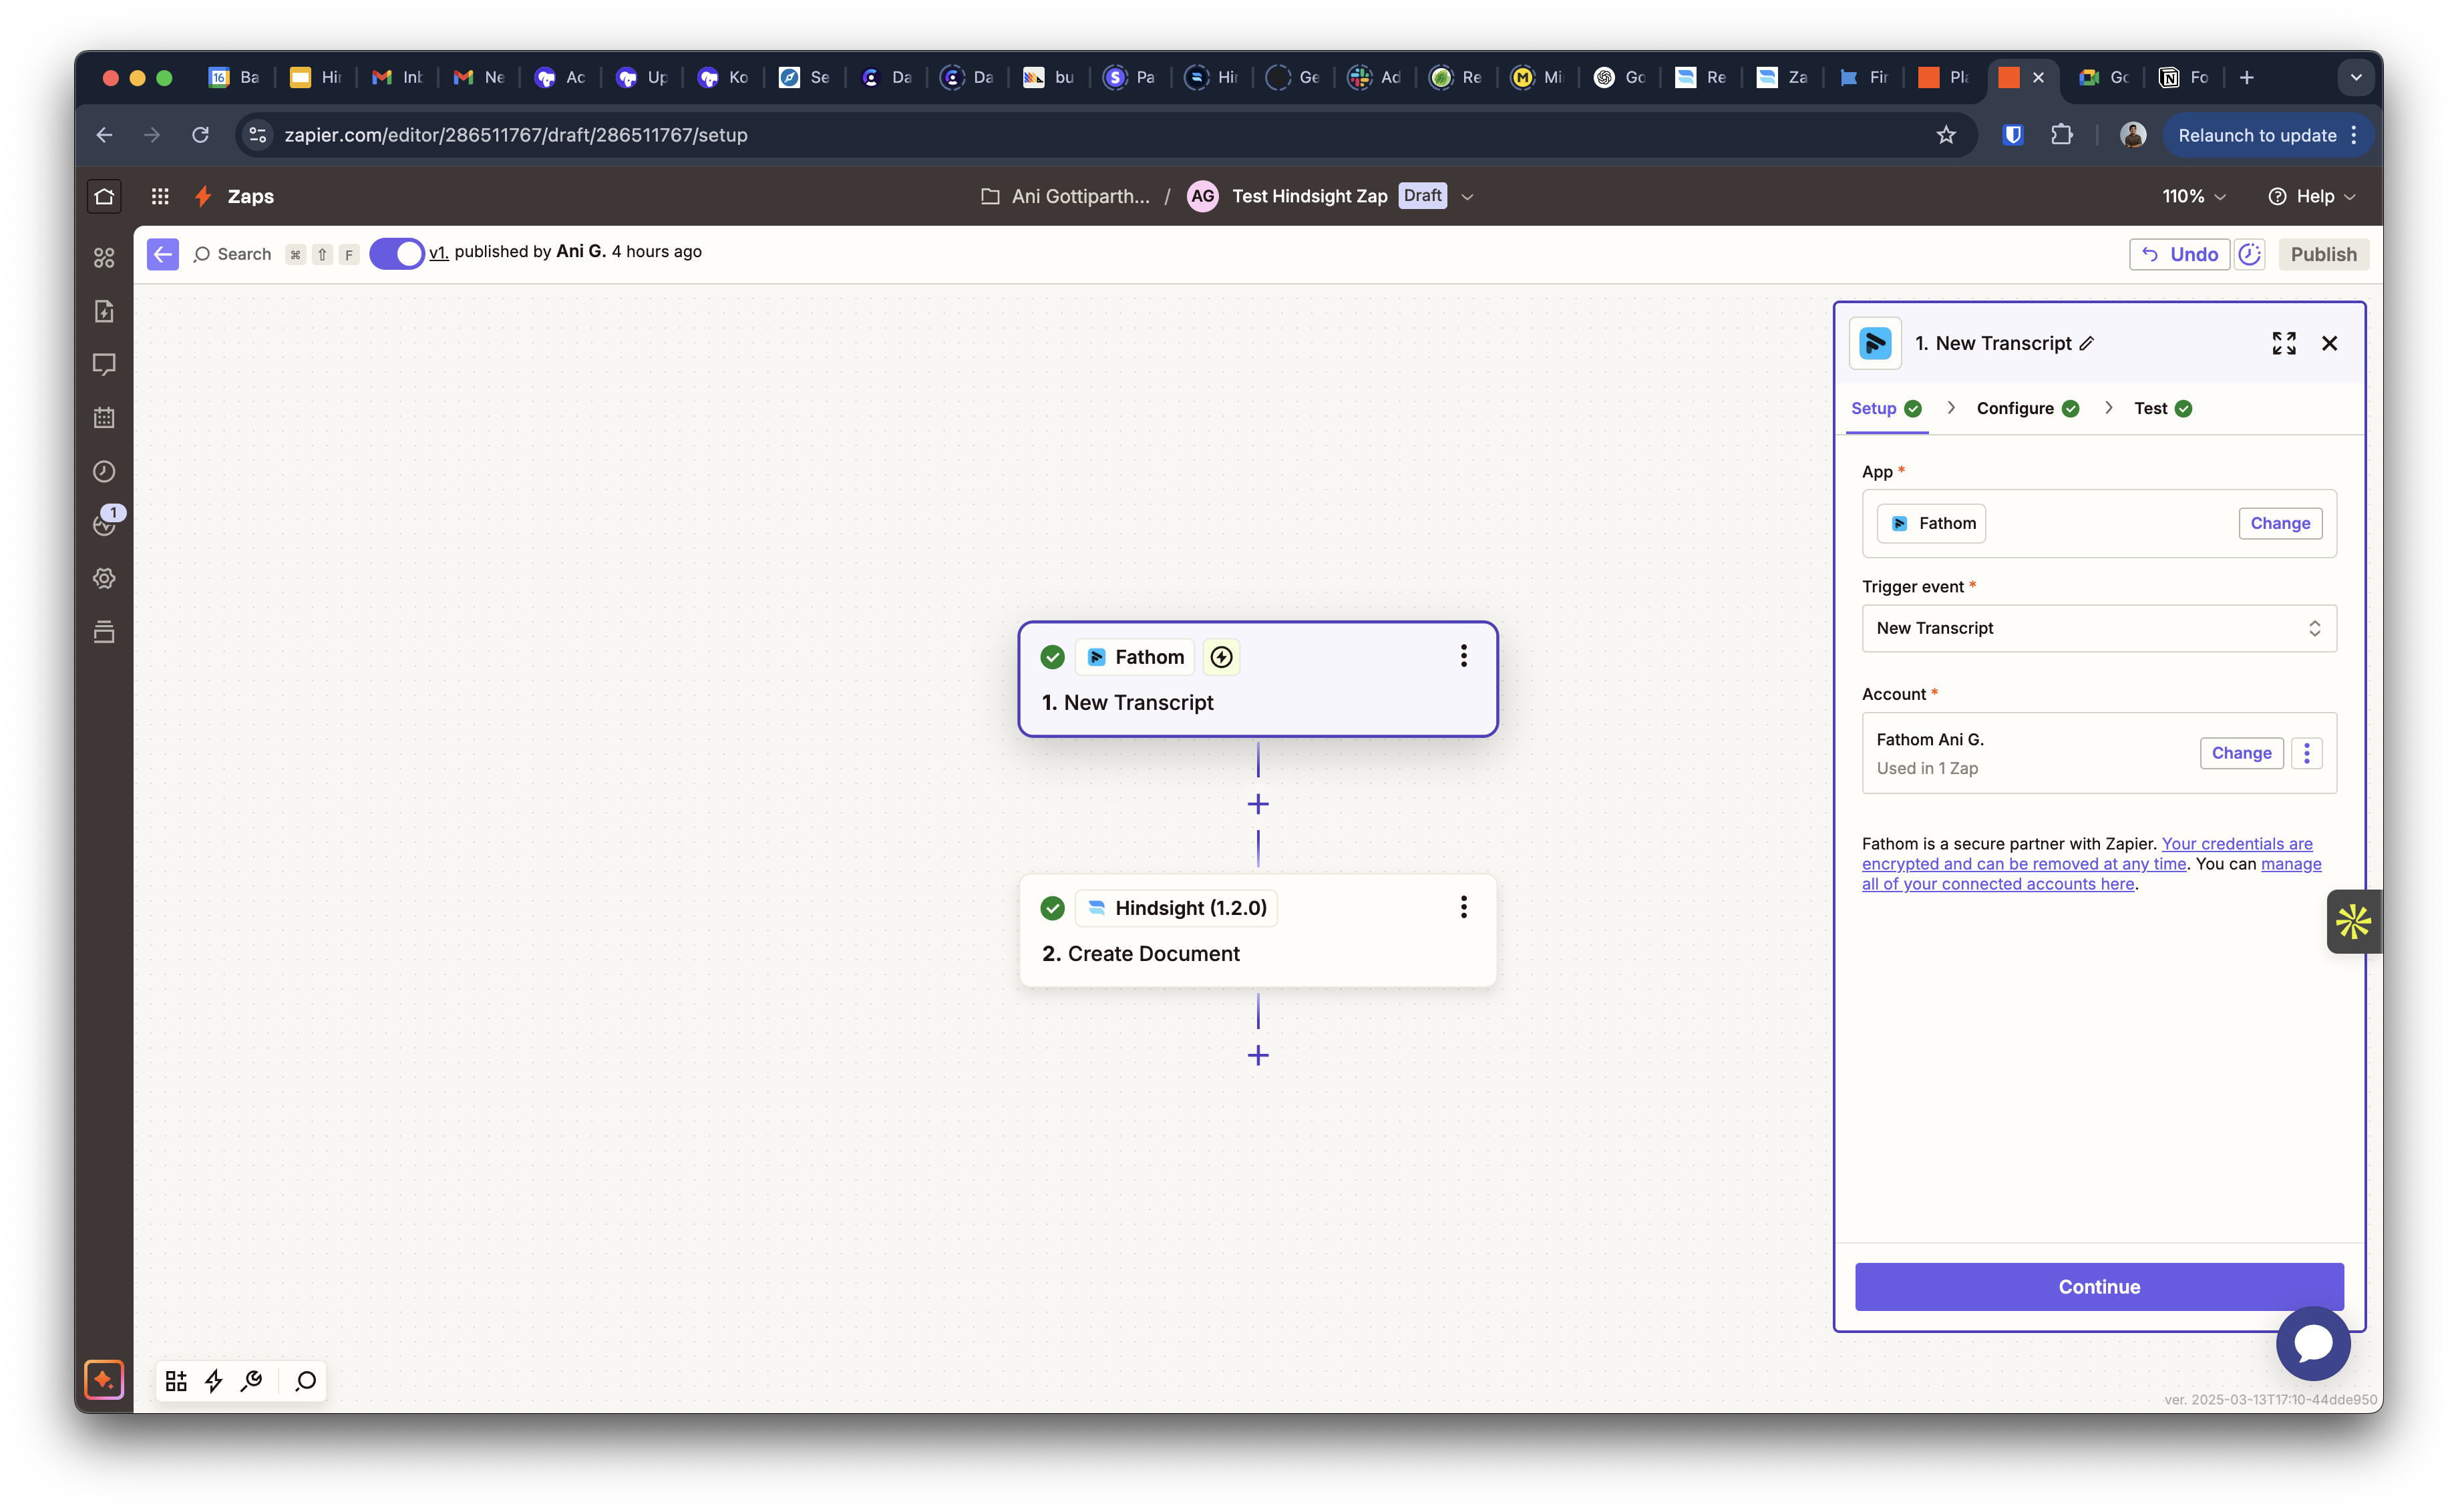 16 Ba
Hir
Inb
Ne
Ac
Up
Ko
Se
Da
Da
bu
Pa
Hir
Ge
Ad
Re
Mi
Go
Re
Za
Fir
Pla
Go
Fo
zapier.com/editor/286511767/draft/286511767/setup
Relaunch to update
Zaps
Ani Gottiparth... / AG Test Hindsight Zap Draft
110%
Help
Search ⌘ ⇧ F
v1. published by Ani G. 4 hours ago
Undo
Publish
1
Fathom
1. New Transcript
Hindsight (1.2.0)
2. Create Document
1. New Transcript
Setup
Configure
Test
App *
Fathom
Change
Trigger event *
New Transcript
Account *
Fathom Ani G.
Used in 1 Zap
Change
Fathom is a secure partner with Zapier. Your credentials are
encrypted and can be removed at any time. You can manage
all of your connected accounts here.
Continue
ver. 2025-03-13T17:10-44dde950